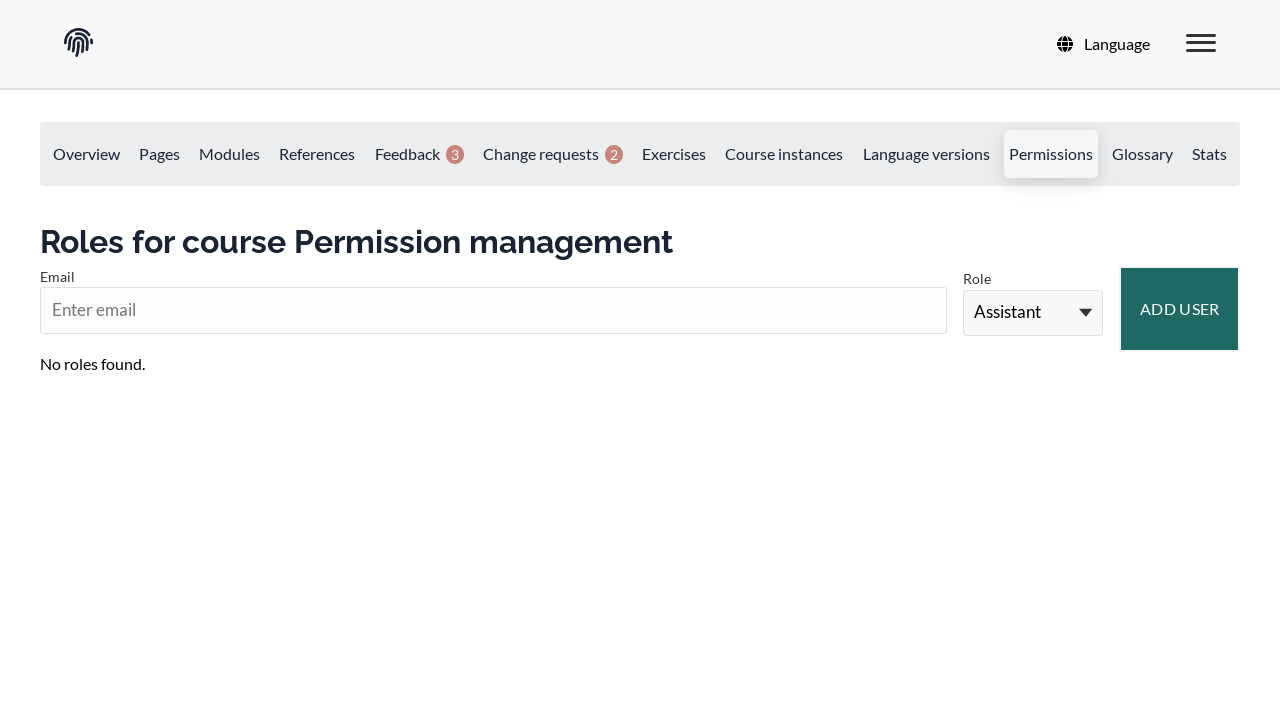 Language
Overview Pages Modules References Feedback 3 Change requests 2 Exercises Course instances Language versions Permissions Glossary Stats
Roles for course Permission management
Email
Role
Enter email
Assistant
ADD USER
No roles found.